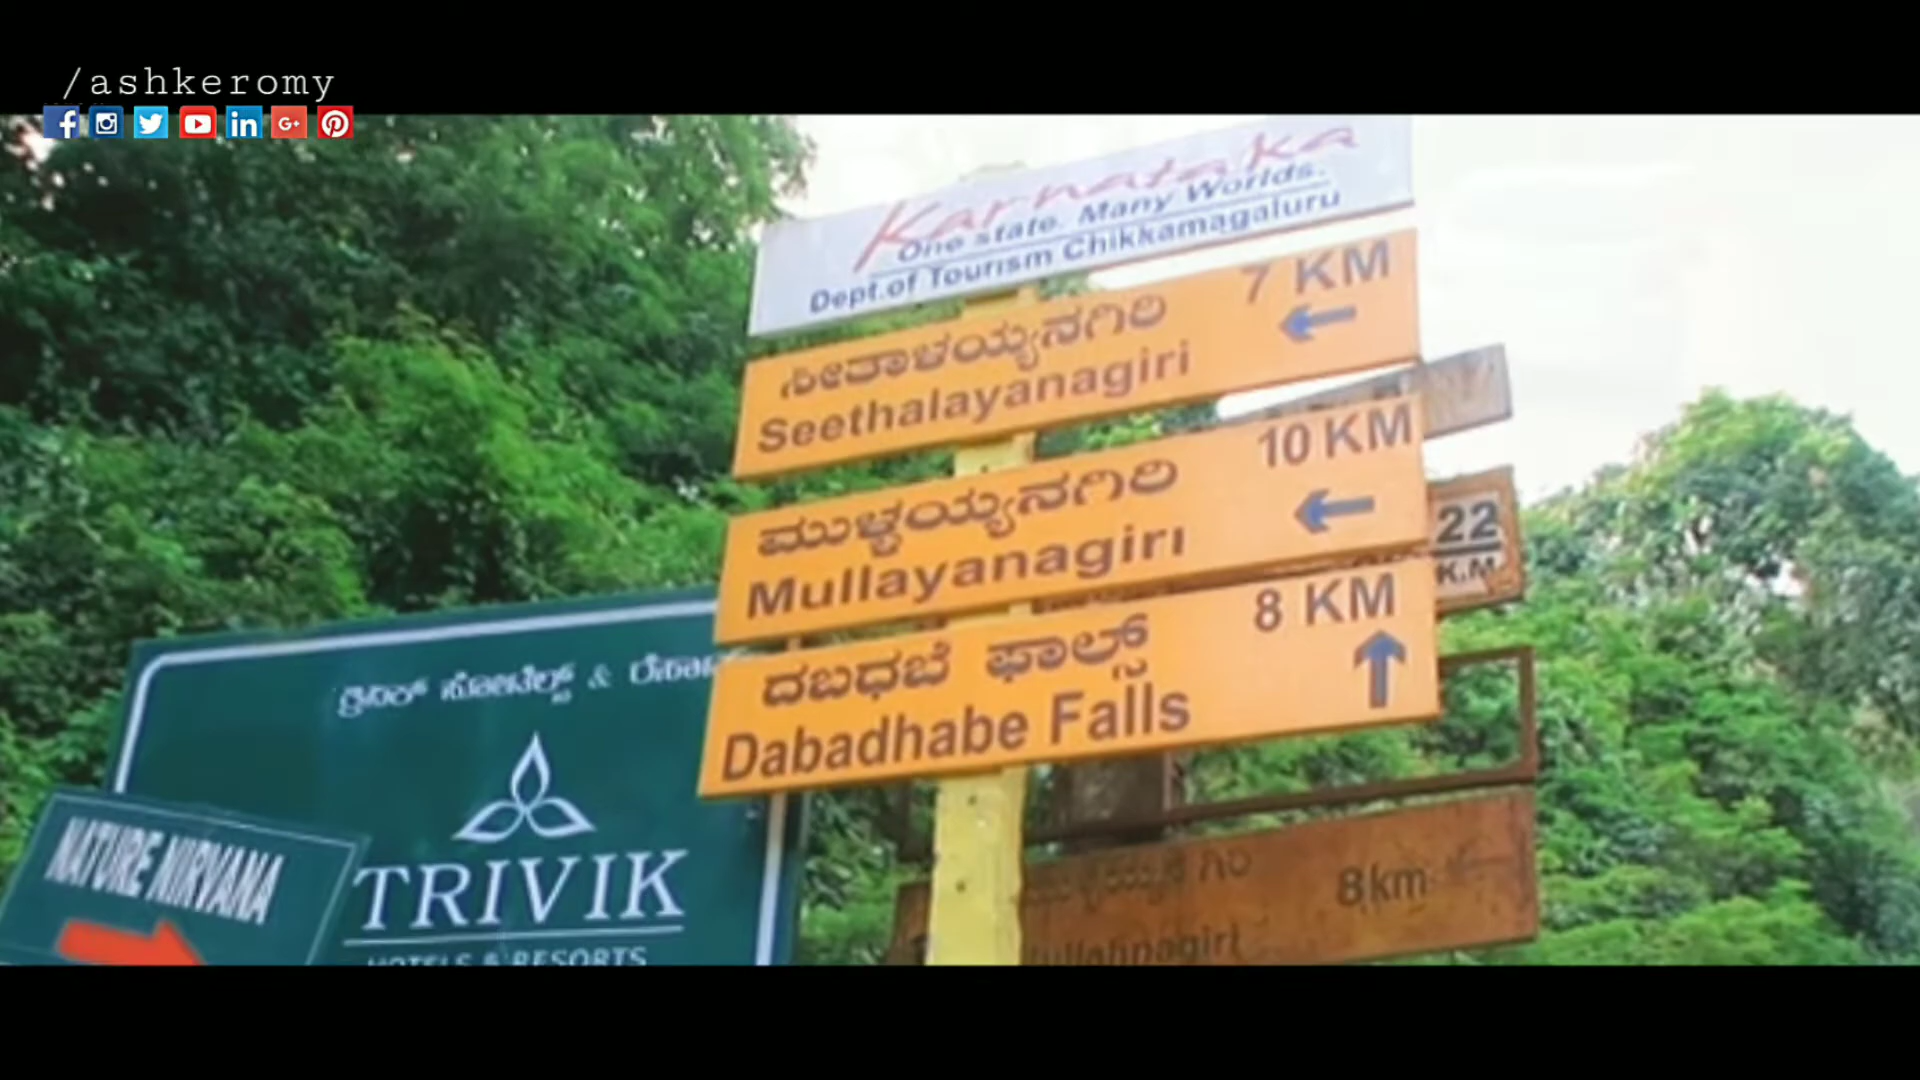 /ashkeromy
Karnataka
One state. Many Worlds.
Dept.of Tourism Chikkamagaluru
ಸೀತಾಳಯ್ಯನಗಿರಿ 7 KM
Seethalayanagiri
ಮುಳ್ಳಯ್ಯನಗಿರಿ 10 KM
Mullayanagiri
22
K.M
ದಬಧಬೆ ಫಾಲ್ಸ್ 8 KM
Dabadhabe Falls
&
TRIVIK
HOTELS & RESORTS
NATURE NIRVANA
8km